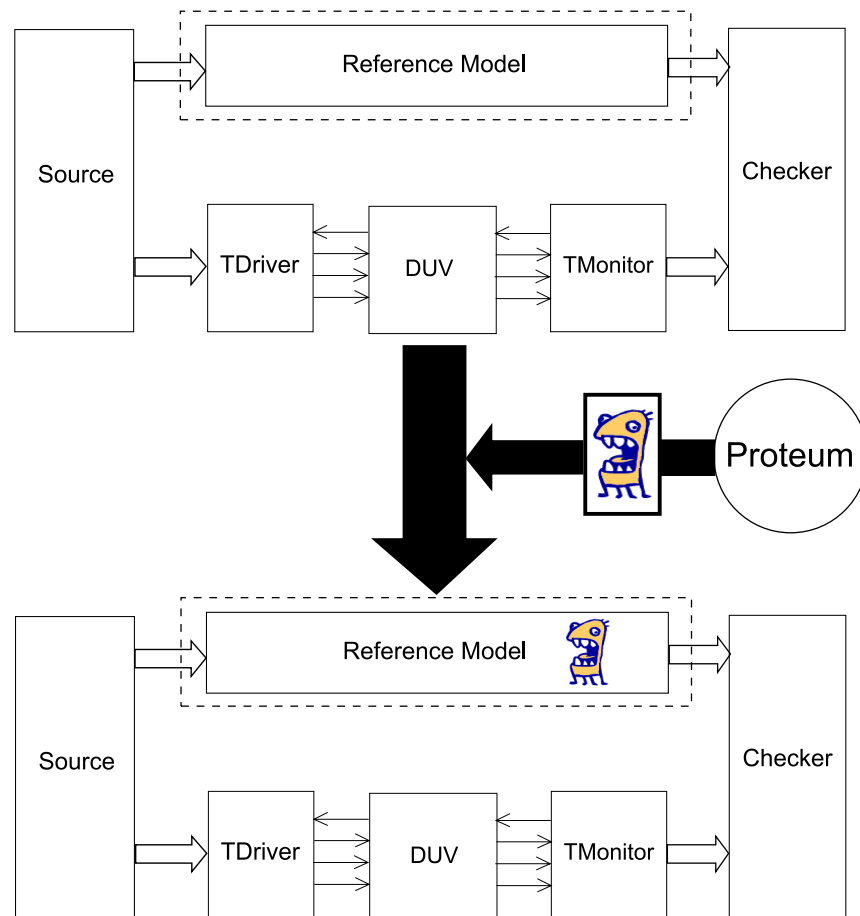 Reference Model
Source
Checker
TDriver
DUV
TMonitor
Proteum
Reference Model
Source
Checker
TDriver
DUV
TMonitor